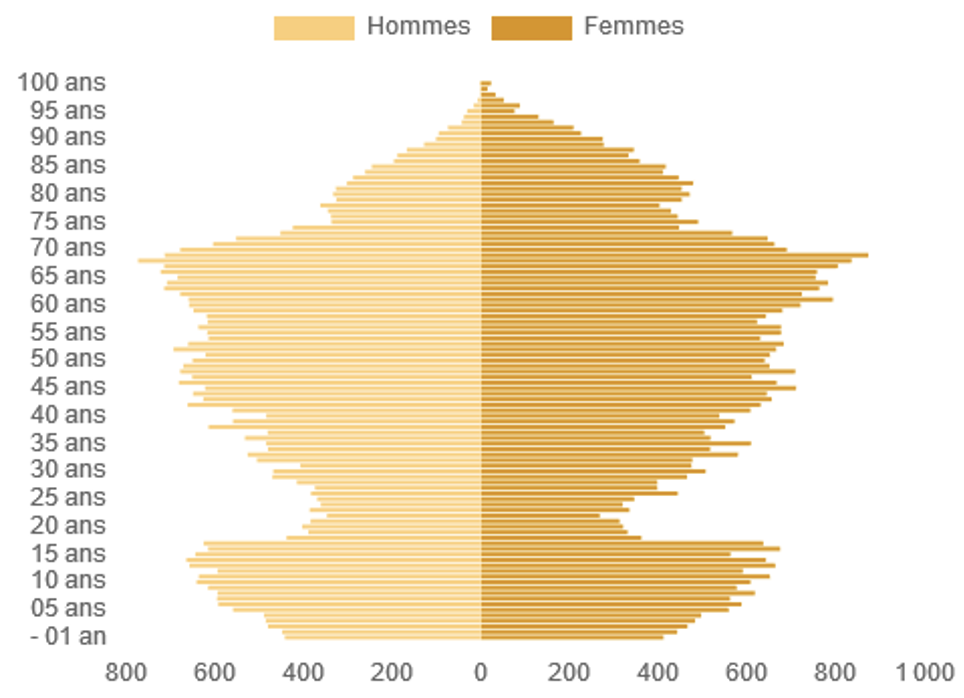 Hommes Femmes
100 ans
95 ans
90 ans
85 ans
80 ans
75 ans
70 ans
65 ans
60 ans
55 ans
50 ans
45 ans
40 ans
35 ans
30 ans
25 ans
20 ans
15 ans
10 ans
05 ans
- 01 an
800 600 400 200 0 200 400 600 800 1 000